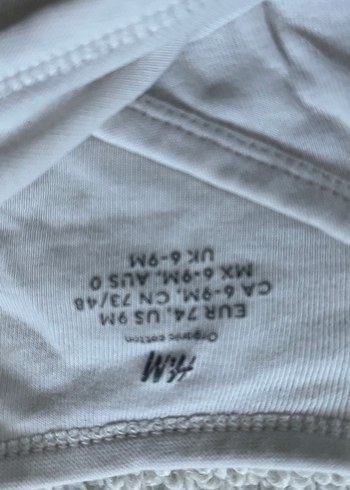 H&M
Organic cotton
EUR 74, US 9M
CA 6-9M, CN 73/48
MX 6-9M, AUS 0
UK 6-9M